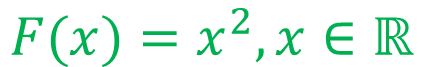 F(x) = x², x ∈ ℝ